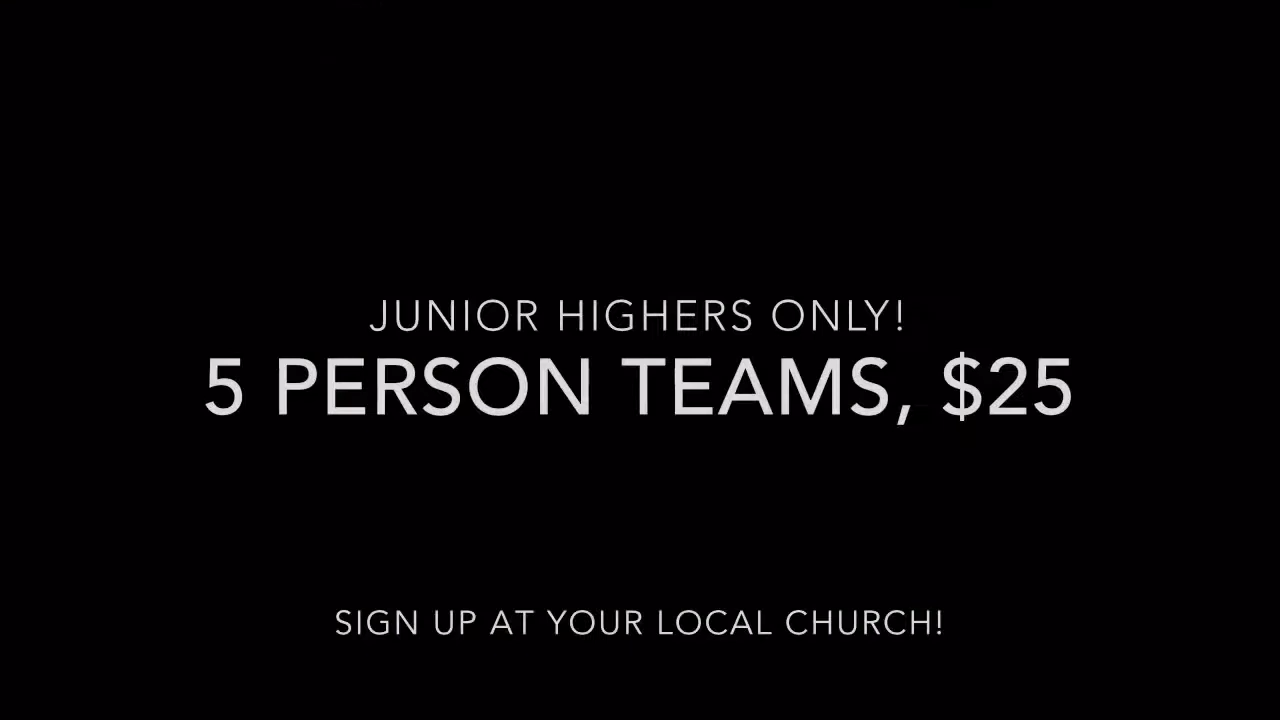 JUNIOR HIGHERS ONLY!
5 PERSON TEAMS, $25
SIGN UP AT YOUR LOCAL CHURCH!